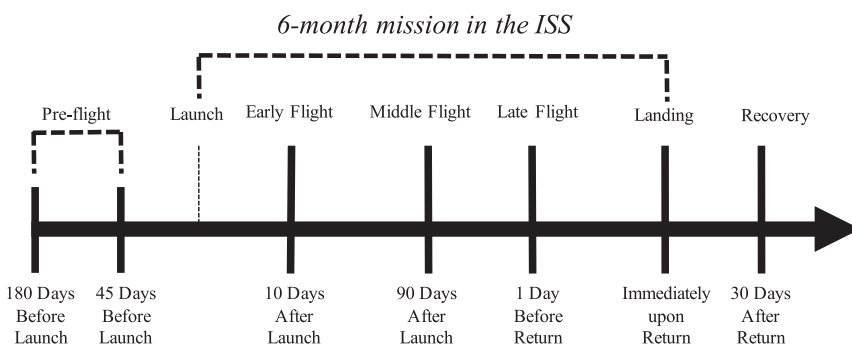 6-month mission in the ISS
Pre-flight
Launch
Early Flight
Middle Flight
Late Flight
Landing
Recovery
180 Days
Before
Launch
45 Days
Before
Launch
10 Days
After
Launch
90 Days
After
Launch
1 Day
Before
Return
Immediately
upon
Return
30 Days
After
Return